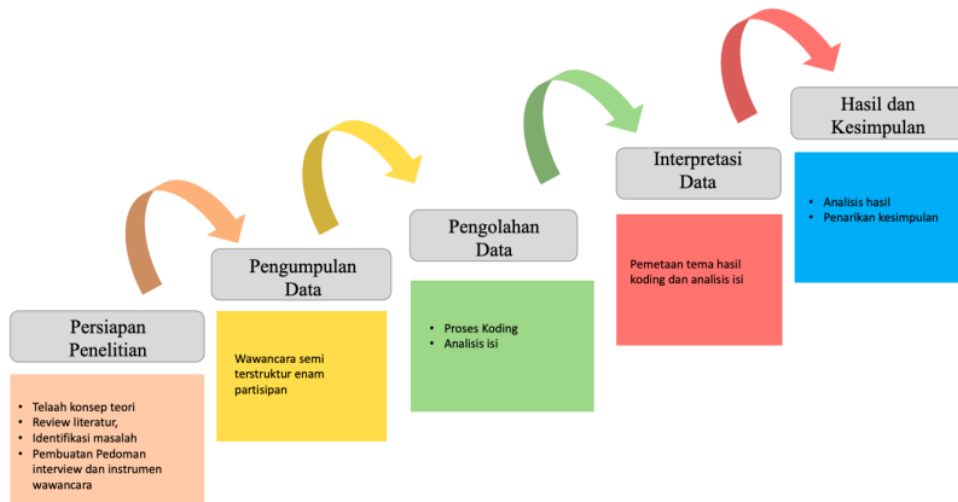 Persiapan
Penelitian
• Telaah konsep teori
• Review literatur,
• Identifikasi masalah
• Pembuatan Pedoman
interview dan instrumen
wawancara
Pengumpulan
Data
Wawancara semi
terstruktur enam
partisipan
Pengolahan
Data
• Proses Koding
• Analisis isi
Interpretasi
Data
Pemetaan tema hasil
koding dan analisis isi
Hasil dan
Kesimpulan
• Analisis hasil
• Penarikan kesimpulan